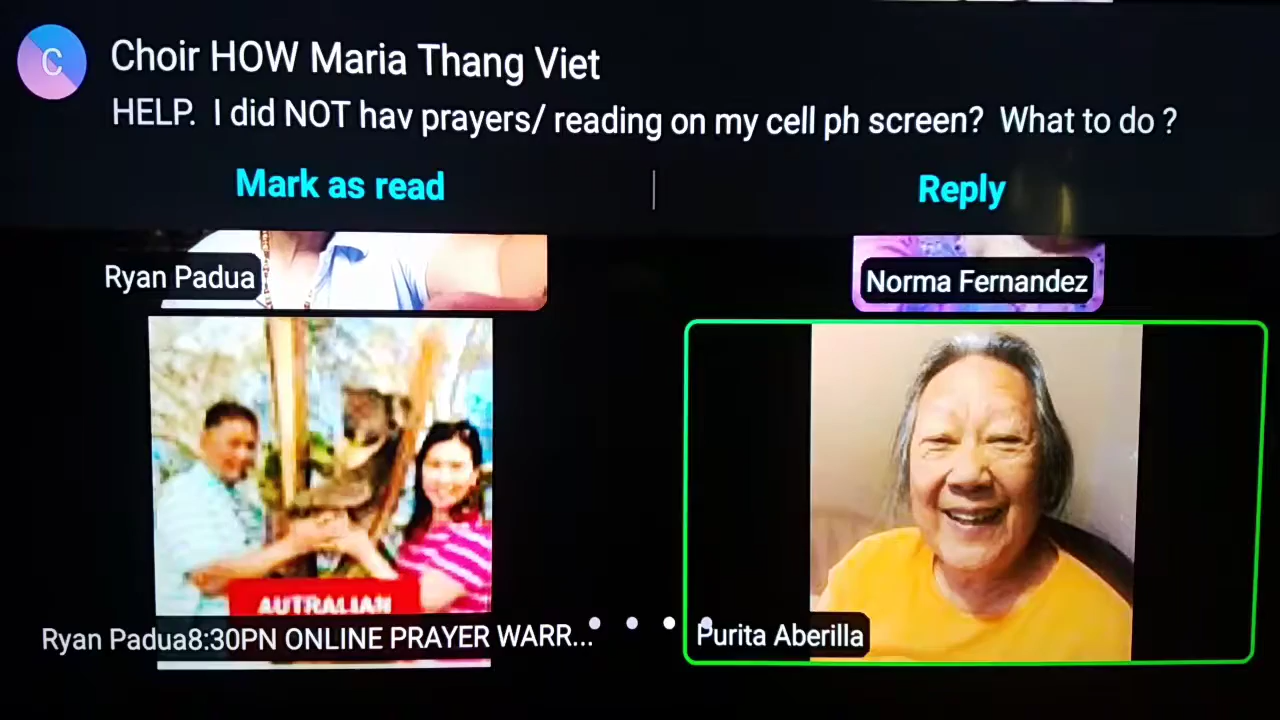 C
Choir HOW Maria Thang Viet
HELP. I did NOT hav prayers/ reading on my cell ph screen? What to do ?
Mark as read
Reply
Ryan Padua
Norma Fernandez
AUTRALIAN
Ryan Padua8:30PN ONLINE PRAYER WARR...
Purita Aberilla